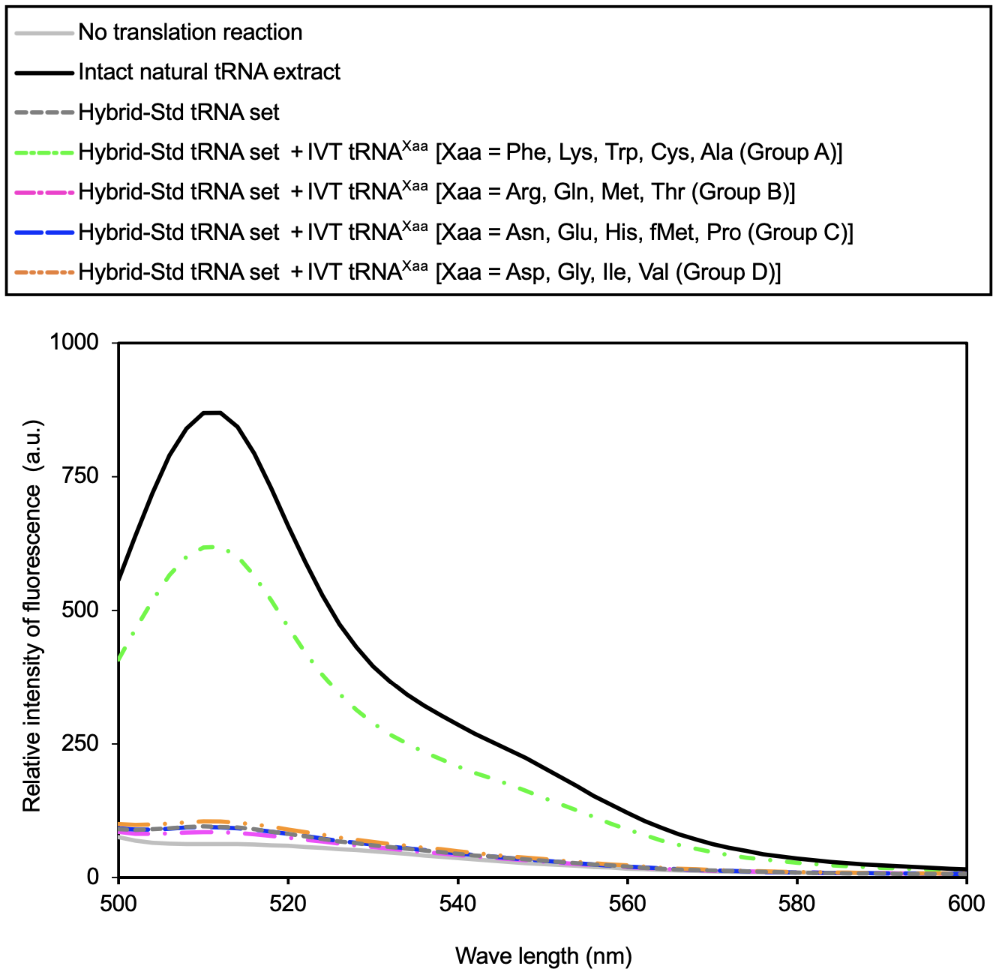 No translation reaction
Intact natural tRNA extract
Hybrid-Std tRNA set
Hybrid-Std tRNA set + IVT tRNAXaa [Xaa = Phe, Lys, Trp, Cys, Ala (Group A)]
Hybrid-Std tRNA set + IVT tRNAXaa [Xaa = Arg, Gln, Met, Thr (Group B)]
Hybrid-Std tRNA set + IVT tRNAXaa [Xaa = Asn, Glu, His, fMet, Pro (Group C)]
Hybrid-Std tRNA set + IVT tRNAXaa [Xaa = Asp, Gly, Ile, Val (Group D)]
1000
750
500
250
0
Relative intensity of fluorescence (a.u.)
500 520 540 560 580 600
Wave length (nm)